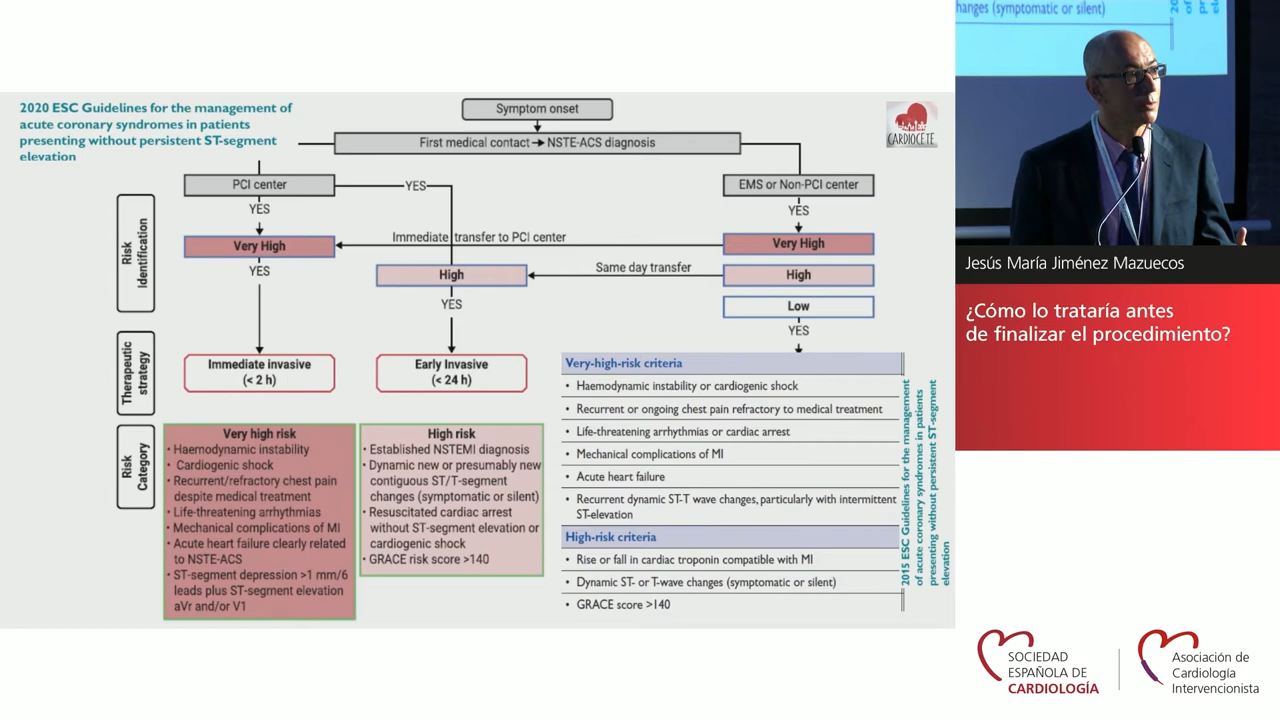 2020 ESC Guidelines for the management of
acute coronary syndromes in patients
presenting without persistent ST-segment
elevation
Symptom onset
First medical contact → NSTE-ACS diagnosis
CARDIOCETE
PCI center
YES
EMS or Non-PCI center
YES
YES
Risk
Identification
Very High
Immediate transfer to PCI center
Very High
YES
High
Same day transfer
High
YES
Low
YES
Therapeutic
strategy
Immediate invasive
(< 2 h)
Early Invasive
(< 24 h)
Risk
Category
Very high risk
• Haemodynamic instability
• Cardiogenic shock
• Recurrent/refractory chest pain
despite medical treatment
• Life-threatening arrhythmias
• Mechanical complications of MI
• Acute heart failure clearly related
to NSTE-ACS
• ST-segment depression >1 mm/6
leads plus ST-segment elevation
aVr and/or V1
High risk
• Established NSTEMI diagnosis
• Dynamic new or presumably new
contiguous ST/T-segment
changes (symptomatic or silent)
• Resuscitated cardiac arrest
without ST-segment elevation or
cardiogenic shock
• GRACE risk score >140
Very-high-risk criteria
• Haemodynamic instability or cardiogenic shock
• Recurrent or ongoing chest pain refractory to medical treatment
• Life-threatening arrhythmias or cardiac arrest
• Mechanical complications of MI
• Acute heart failure
• Recurrent dynamic ST-T wave changes, particularly with intermittent
ST-elevation
High-risk criteria
• Rise or fall in cardiac troponin compatible with MI
• Dynamic ST- or T-wave changes (symptomatic or silent)
• GRACE score >140
2015 ESC Guidelines for the management
of acute coronary syndromes in patients
presenting without persistent ST-segment
elevation
hanges (symptomatic or silent)
Jesús María Jiménez Mazuecos
¿Cómo lo trataría antes
de finalizar el procedimiento?
SOCIEDAD
ESPAÑOLA DE
CARDIOLOGÍA
Asociación de
Cardiología
Intervencionista